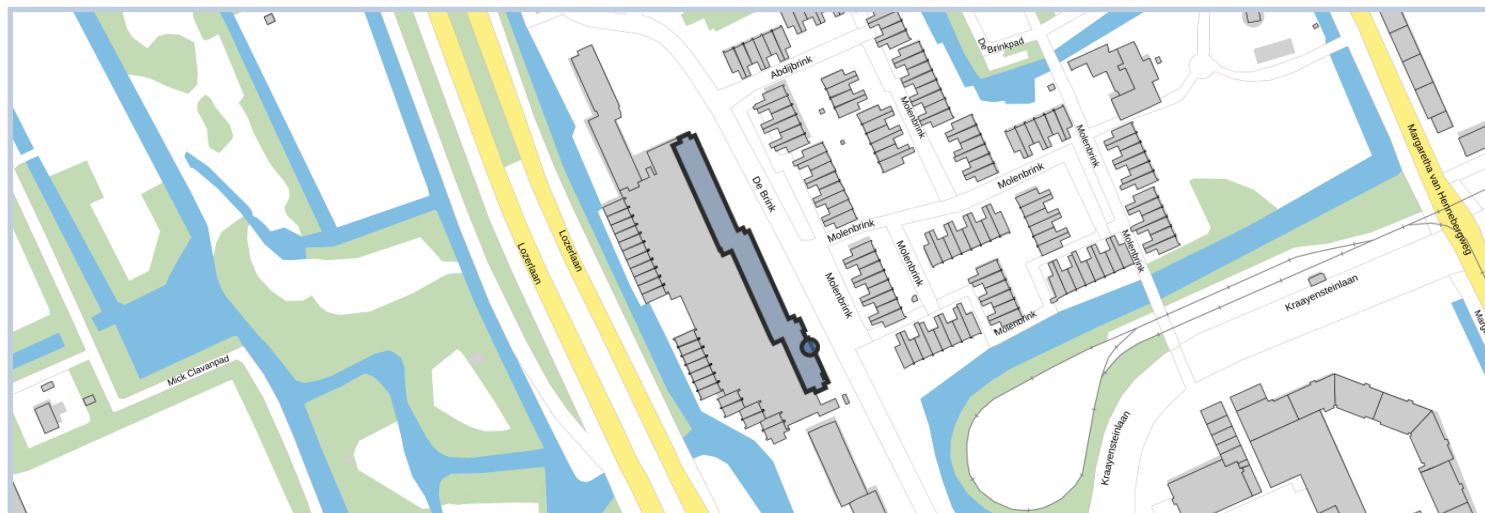 De Brinkpad
Abdijbrink
Molenbrink
Molenbrink
Margaretha van Hennebergweg
Molenbrink
De Brink
Molenbrink
Lozerlaan
Lozerlaan
Molenbrink
Molenbrink
Molenbrink
Kraayensteinlaan
Molenbrink
Marga
Mick Clavanpad
Kraayensteinlaan